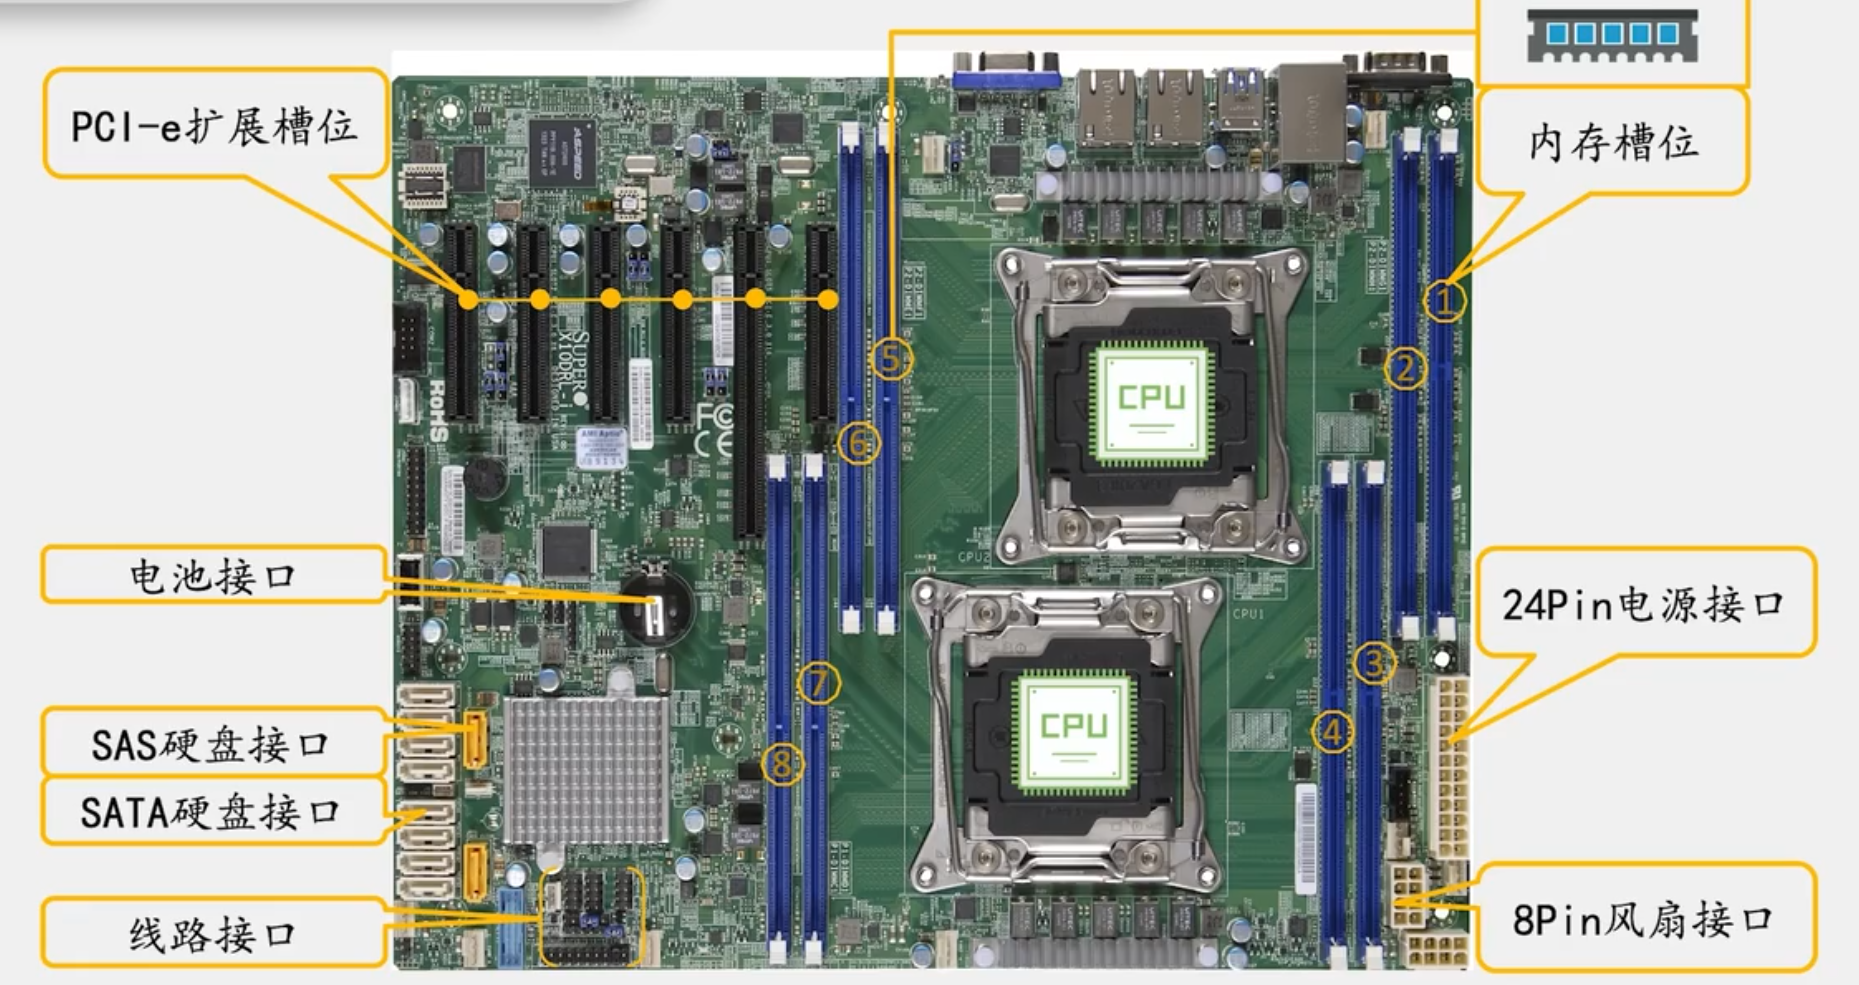 PCI-e扩展槽位
内存槽位
ASPEED
①
②
SUPER
X10DRL-i
RoHS
FC CE
⑤
CPU
⑥
CPU2
电池接口
CPU1
24Pin电源接口
③
⑦
CPU
④
⑧
SAS硬盘接口
SATA硬盘接口
线路接口
8Pin风扇接口